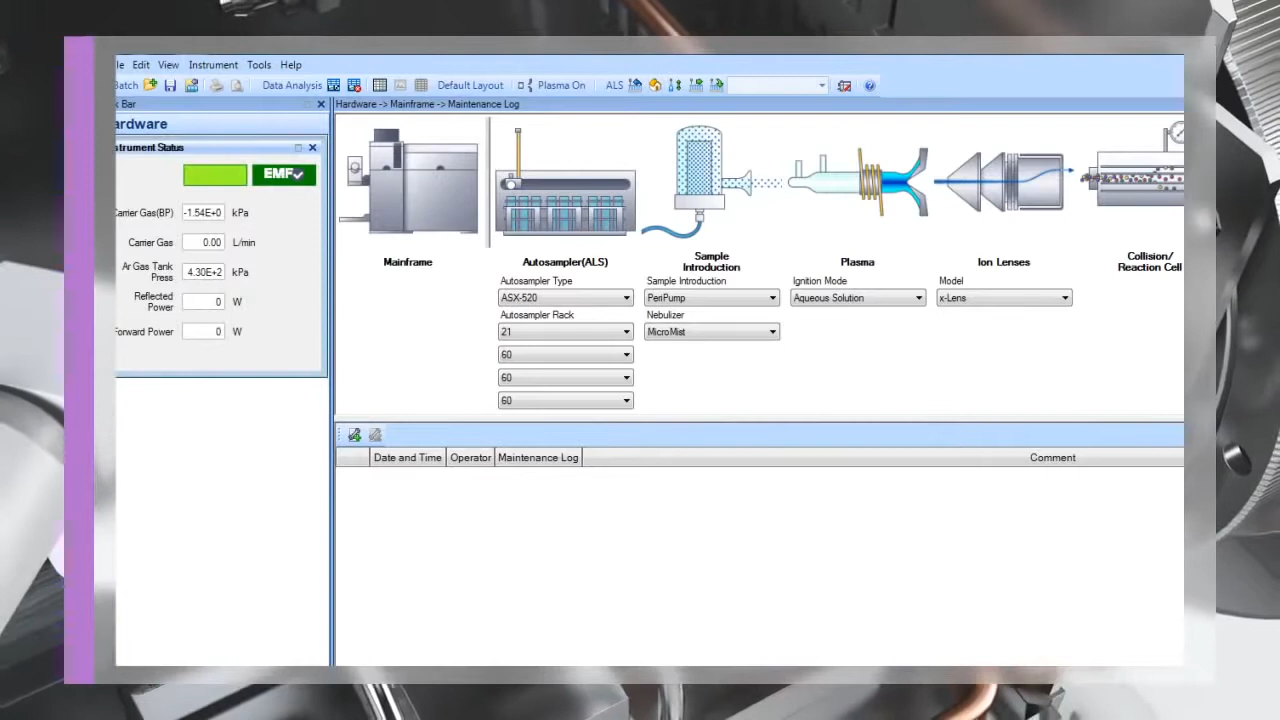 le Edit View Instrument Tools Help
Batch Data Analysis Default Layout Plasma On ALS
k Bar
Hardware -> Mainframe -> Maintenance Log
ardware
strument Status
EMF
Carrier Gas(BP) -1.54E+0 kPa
Carrier Gas 0.00 L/min
Ar Gas Tank
Press 4.30E+2 kPa
Reflected
Power 0 W
Forward Power 0 W
Mainframe
Autosampler(ALS)
Autosampler Type
ASX-520
Autosampler Rack
21
60
60
60
Sample
Introduction
Sample Introduction
PeriPump
Nebulizer
MicroMist
Plasma
Ignition Mode
Aqueous Solution
Ion Lenses
Model
x-Lens
Collision/
Reaction Cell
Date and Time Operator Maintenance Log Comment